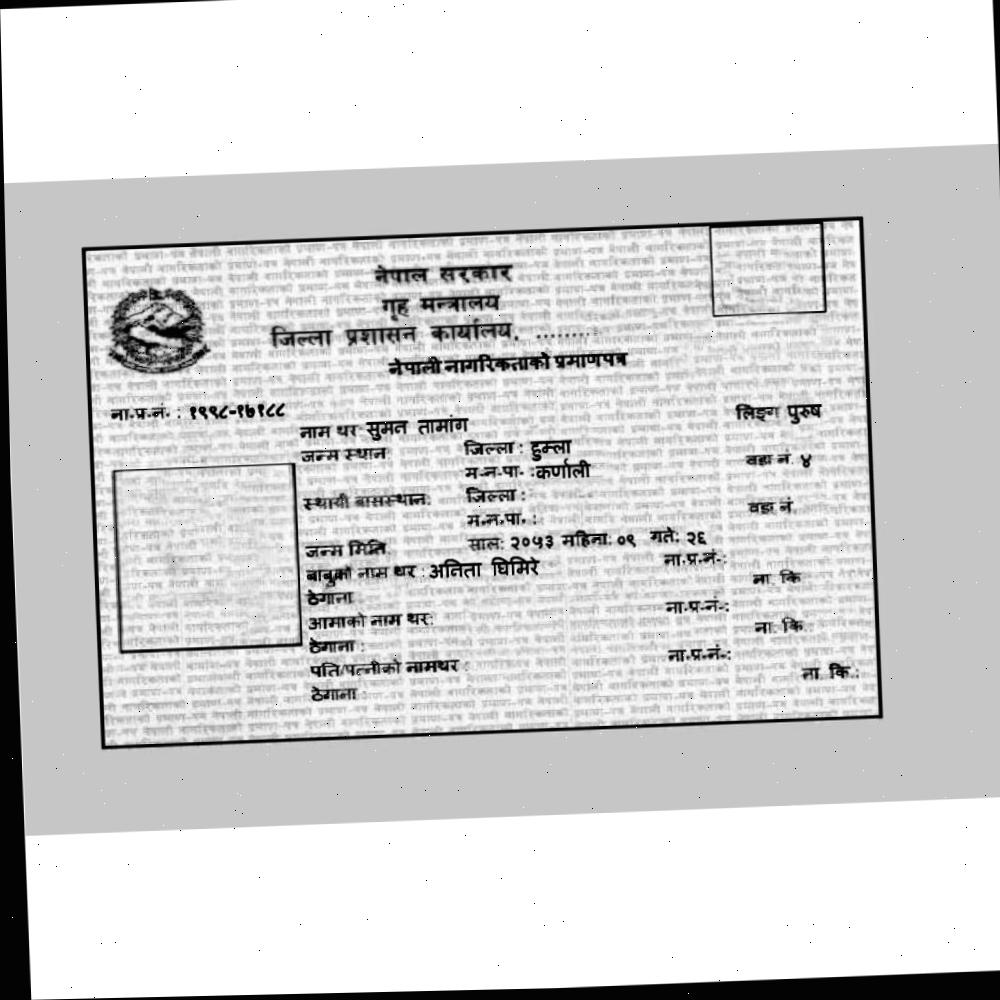 नेपाल सरकार
गृह मन्त्रालय
जिल्ला प्रशासन कार्यालय, ..........
नेपाली नागरिकताको प्रमाणपत्र
ना.प्र.नं. : १९९८-१७१८८
लिङ्ग पुरुष
नाम थर सुमन तामांग
जन्म स्थान जिल्ला : हुम्ला
म.न.पा. : कर्णाली वडा नं. ४
स्थायी बासस्थान: जिल्ला :
म.न.पा. : वडा नं.
जन्म मिति साल: २०५३ महिना: ०९ गते: २६
बाबुको नाम थर : अनिता घिमिरे ना.प्र.नं.:
ठेगाना ना. कि
आमाको नाम थर: ना.प्र.नं.:
ठेगाना : ना. कि.
पति/पत्नीको नामथर : ना.प्र.नं.:
ठेगाना : ना. कि.: